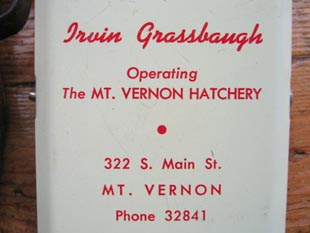 Irvin Grassbaugh
Operating
The MT. VERNON HATCHERY
322 S. Main St.
MT. VERNON
Phone 32841